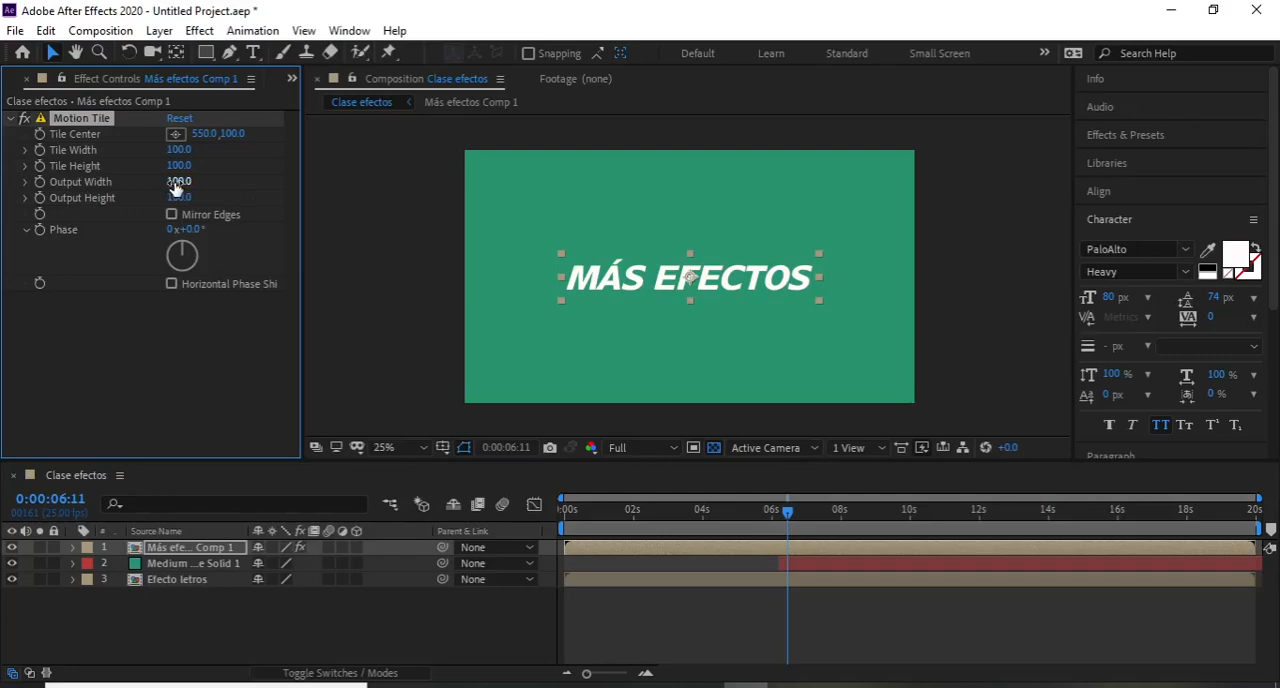 Adobe After Effects 2020 - Untitled Project.aep *
File Edit Composition Layer Effect Animation View Window Help
Snapping Default Learn Standard Small Screen Search Help
Effect Controls Más efectos Comp 1
Clase efectos • Más efectos Comp 1
fx Motion Tile Reset
Tile Center 550.0,100.0
Tile Width 100.0
Tile Height 100.0
Output Width
Output Height
Mirror Edges
Phase 0x+0.0°
Horizontal Phase Shi
Composition Clase efectos Footage (none)
Clase efectos Más efectos Comp 1
MÁS EFECTOS
25% 0:00:06:11 Full Active Camera 1 View +0.0
Info
Audio
Effects & Presets
Libraries
Align
Character
PaloAlto
Heavy
80 px 74 px
Metrics 0
- px
100 % 100 %
0 px 0 %
Paragraph
Clase efectos
0:00:06:11
00161 (25.00 fps)
:00s 02s 04s 06s 08s 10s 12s 14s 16s 18s 20s
# Source Name Parent & Link
1 Más efe... Comp 1 None
2 Medium ...e Solid 1 None
3 Efecto letros None
Toggle Switches / Modes